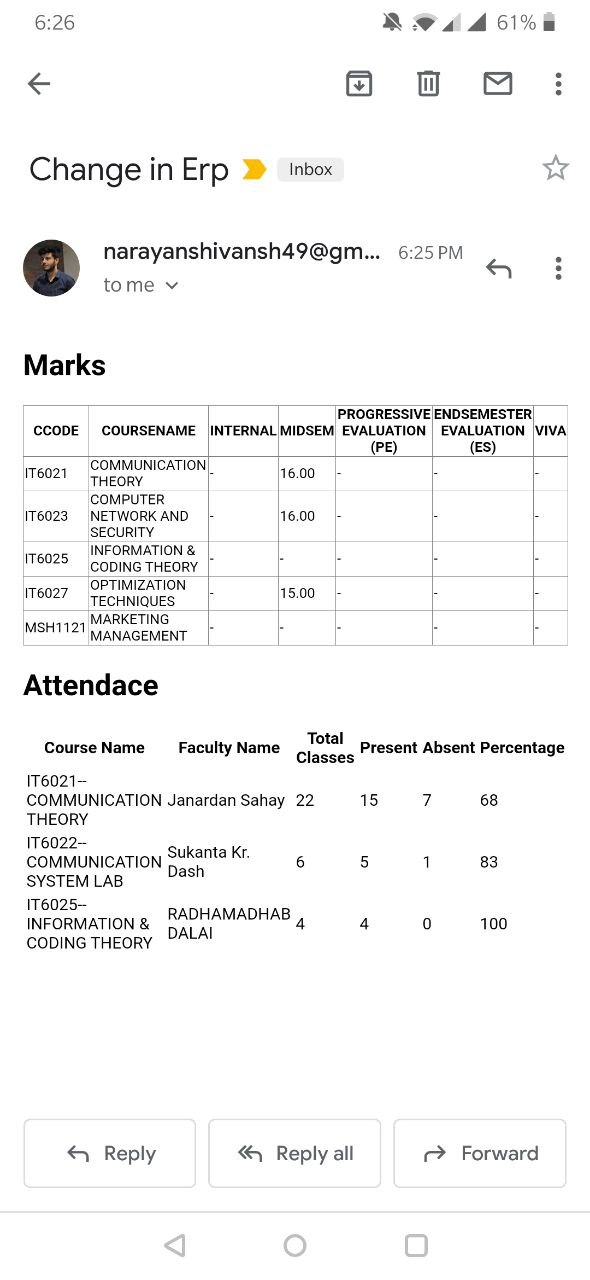 6:26 61%
Change in Erp Inbox
narayanshivansh49@gm... 6:25 PM
to me
Marks
CCODE COURSENAME INTERNAL MIDSEM PROGRESSIVE EVALUATION (PE) ENDSEMESTER EVALUATION (ES) VIVA
IT6021 COMMUNICATION THEORY - 16.00 - - -
IT6023 COMPUTER NETWORK AND SECURITY - 16.00 - - -
IT6025 INFORMATION & CODING THEORY - - - - -
IT6027 OPTIMIZATION TECHNIQUES - 15.00 - - -
MSH1121 MARKETING MANAGEMENT - - - - -
Attendace
Course Name Faculty Name Total Classes Present Absent Percentage
IT6021-- COMMUNICATION THEORY Janardan Sahay 22 15 7 68
IT6022-- COMMUNICATION SYSTEM LAB Sukanta Kr. Dash 6 5 1 83
IT6025-- INFORMATION & CODING THEORY RADHAMADHAB DALAI 4 4 0 100
Reply Reply all Forward